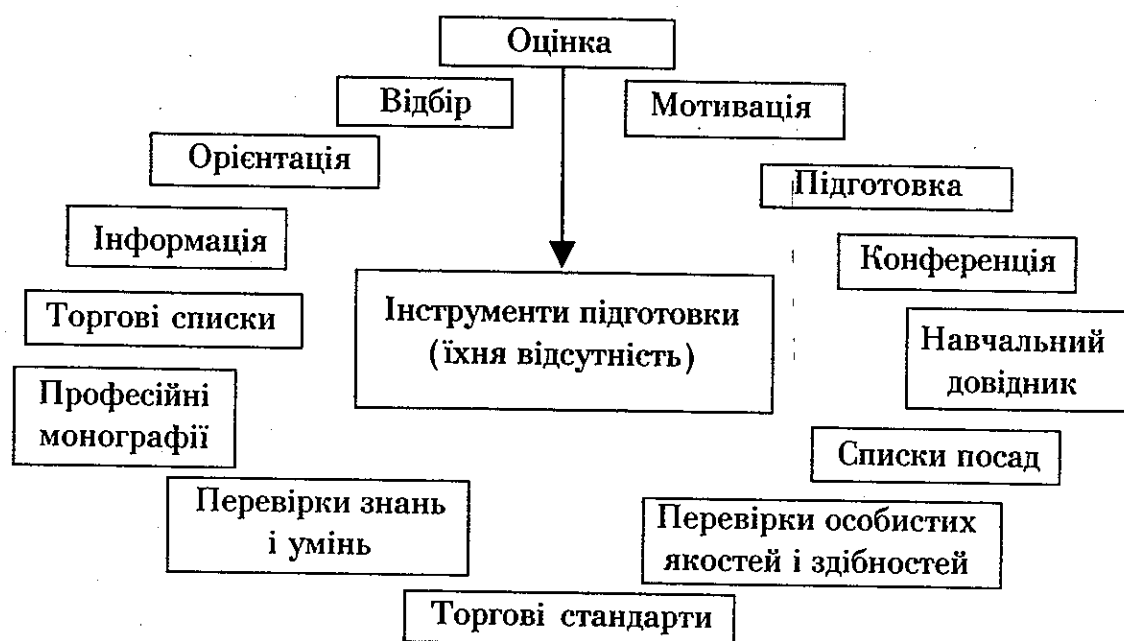 Оцінка
Відбір
Мотивація
Орієнтація
Підготовка
Інформація
Конференція
Інструменти підготовки
(їхня відсутність)
Торгові списки
Навчальний
довідник
Професійні
монографії
Списки посад
Перевірки знань
і умінь
Перевірки особистих
якостей і здібностей
Торгові стандарти